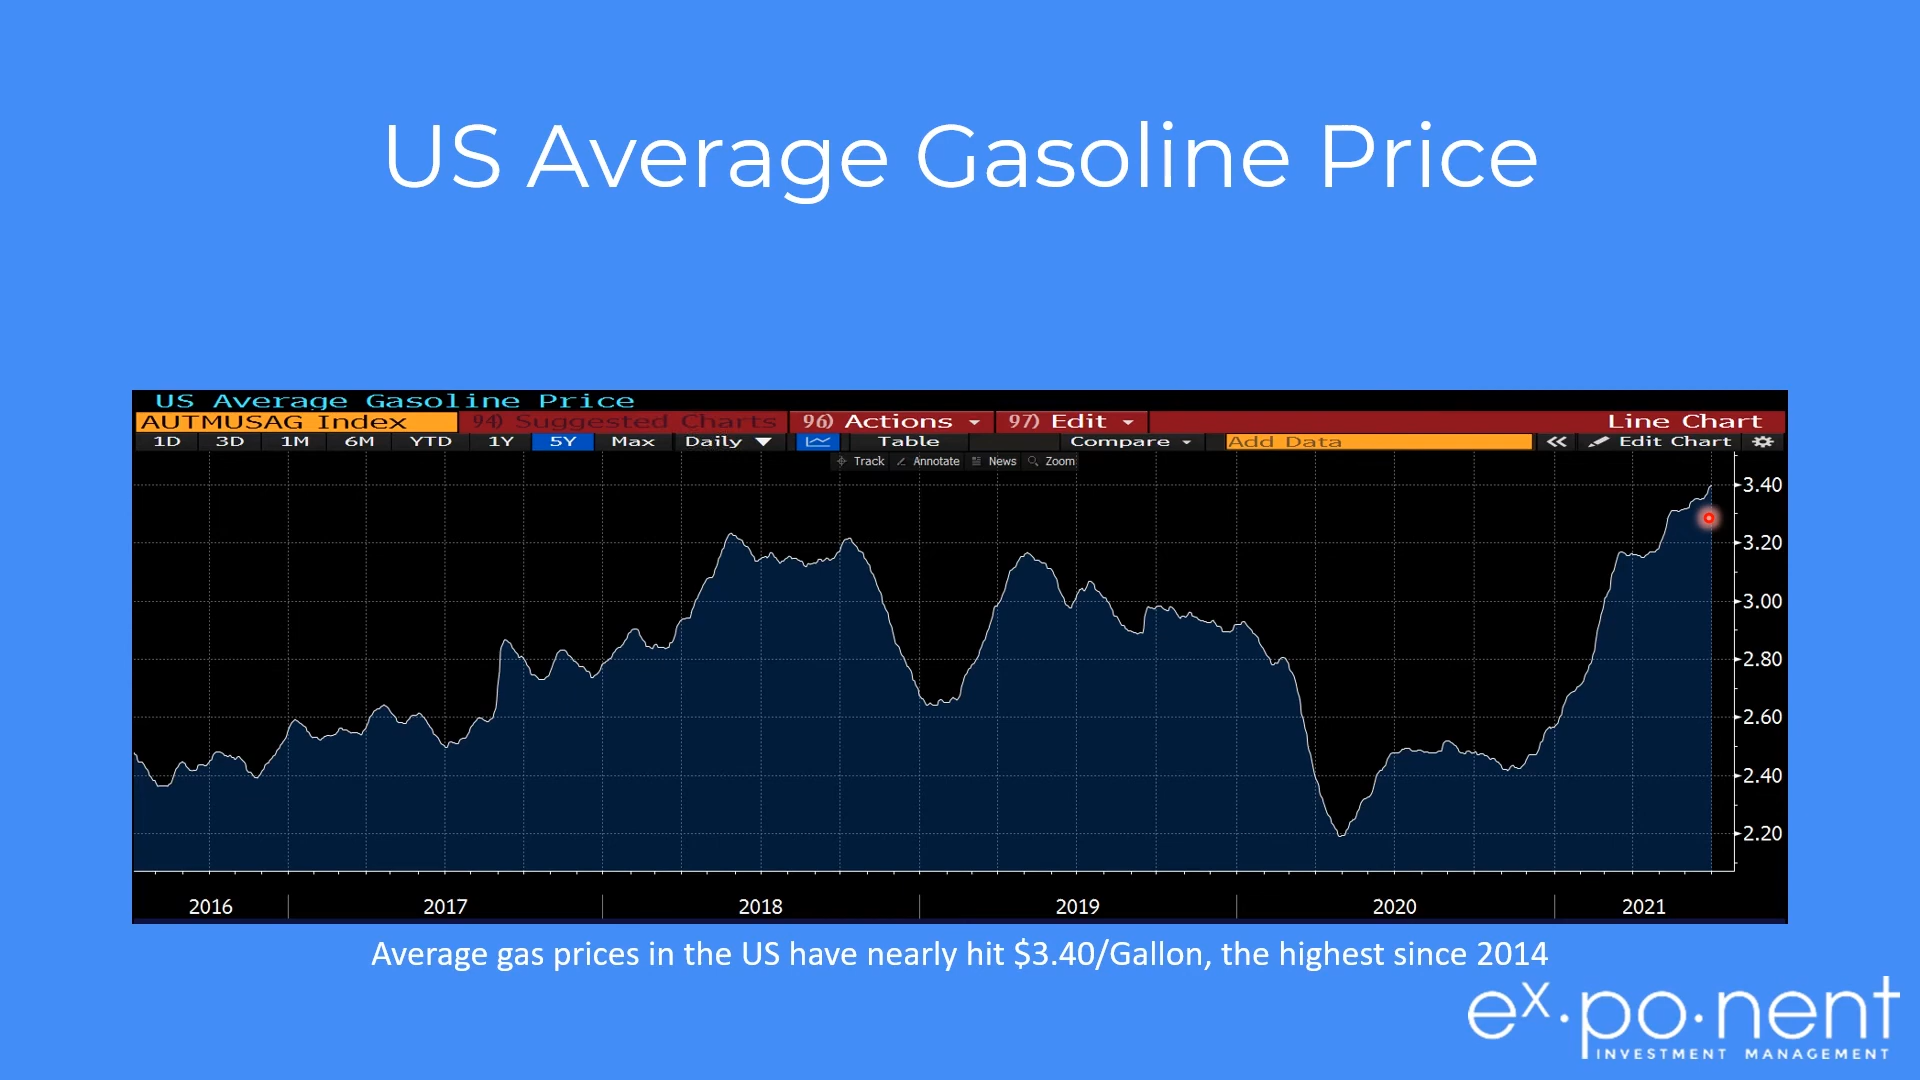 US Average Gasoline Price
US Average Gasoline Price
AUTMUSAG Index 94) Suggested Charts 96) Actions 97) Edit Line Chart
1D 3D 1M 6M YTD 1Y 5Y Max Daily Table Compare Add Data << Edit Chart
Track Annotate News Zoom
3.40
3.20
3.00
2.80
2.60
2.40
2.20
2016 2017 2018 2019 2020 2021
Average gas prices in the US have nearly hit $3.40/Gallon, the highest since 2014
ex·po·nent
INVESTMENT MANAGEMENT